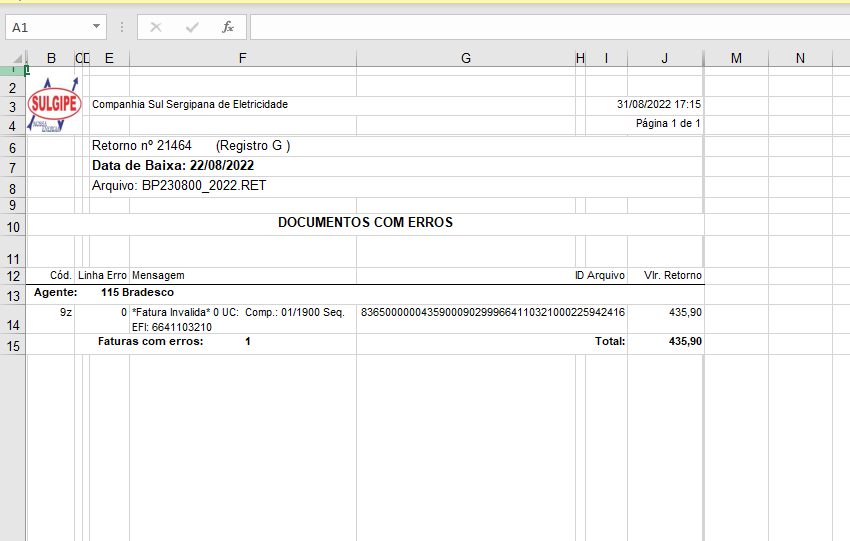 A1
fx
B C D E F G H I J M N
1
2
SULGIPE
3 Companhia Sul Sergipana de Eletricidade 31/08/2022 17:15
4 Página 1 de 1
6 Retorno nº 21464 (Registro G )
7 Data de Baixa: 22/08/2022
8 Arquivo: BP230800_2022.RET
9
10 DOCUMENTOS COM ERROS
11
12 Cód. Linha Erro Mensagem ID Arquivo Vlr. Retorno
13 Agente: 115 Bradesco
14 9z 0 *Fatura Invalida* 0 UC: Comp.: 01/1900 Seq. 83650000004359000902999664110321000225942416 435,90
EFI: 6641103210
15 Faturas com erros: 1 Total: 435,90